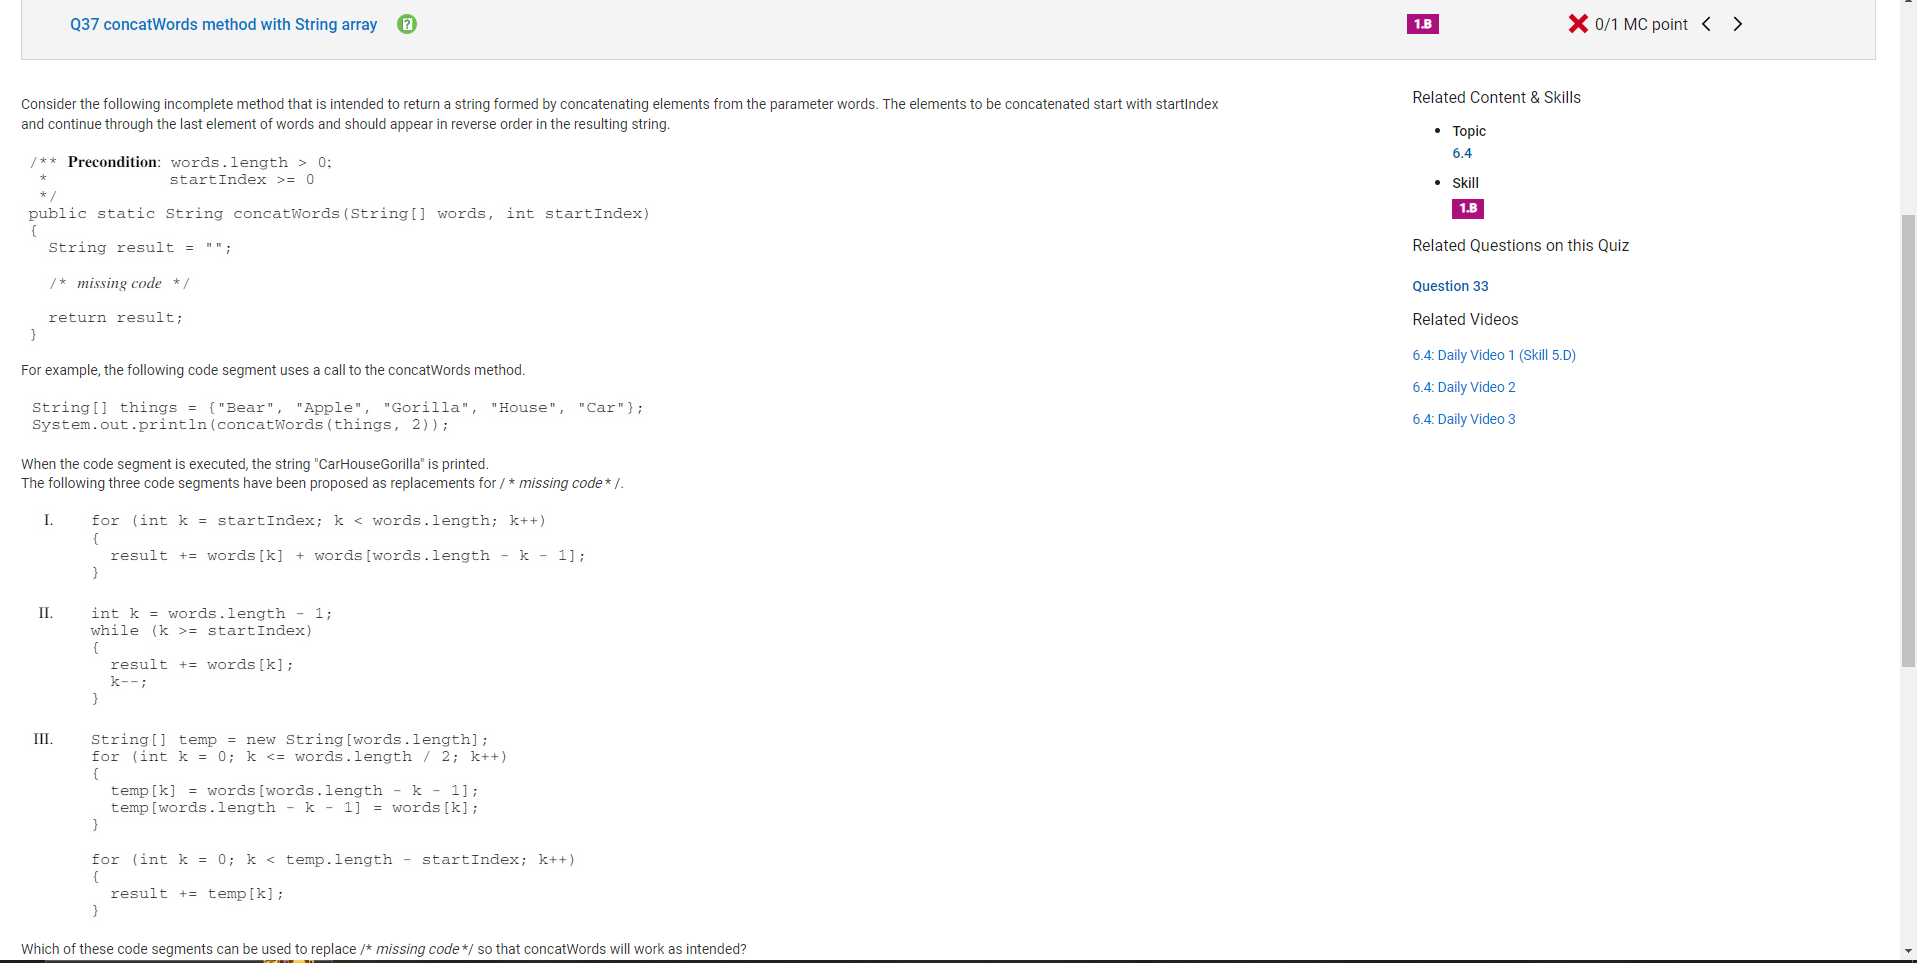 Q37 concatWords method with String array
1.B
0/1 MC point
Consider the following incomplete method that is intended to return a string formed by concatenating elements from the parameter words. The elements to be concatenated start with startIndex
and continue through the last element of words and should appear in reverse order in the resulting string.
/** Precondition: words.length > 0;
* startIndex >= 0
*/
public static String concatWords(String[] words, int startIndex)
{
String result = "";
/* missing code */
return result;
}
For example, the following code segment uses a call to the concatWords method.
String[] things = {"Bear", "Apple", "Gorilla", "House", "Car"};
System.out.println(concatWords(things, 2));
When the code segment is executed, the string "CarHouseGorilla" is printed.
The following three code segments have been proposed as replacements for / * missing code * /.
I. for (int k = startIndex; k < words.length; k++)
{
result += words[k] + words[words.length - k - 1];
}
II. int k = words.length - 1;
while (k >= startIndex)
{
result += words[k];
k--;
}
III. String[] temp = new String[words.length];
for (int k = 0; k <= words.length / 2; k++)
{
temp[k] = words[words.length - k - 1];
temp[words.length - k - 1] = words[k];
}
for (int k = 0; k < temp.length - startIndex; k++)
{
result += temp[k];
}
Which of these code segments can be used to replace /* missing code */ so that concatWords will work as intended?
Related Content & Skills
• Topic
6.4
• Skill
1.B
Related Questions on this Quiz
Question 33
Related Videos
6.4: Daily Video 1 (Skill 5.D)
6.4: Daily Video 2
6.4: Daily Video 3